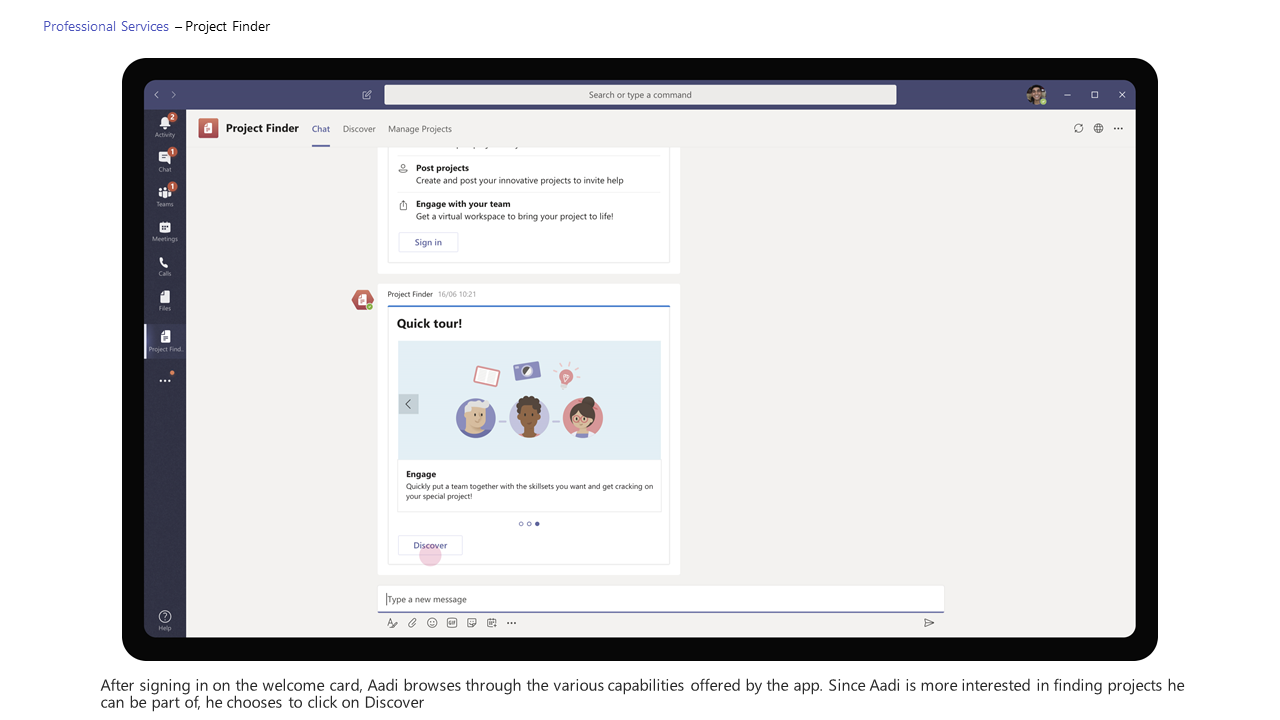 Professional Services – Project Finder
Search or type a command
Activity
2
Chat
1
Teams
1
Meetings
Calls
Files
Project Find.
Help
Project Finder
Chat
Discover
Manage Projects
Post projects
Create and post your innovative projects to invite help
Engage with your team
Get a virtual workspace to bring your project to life!
Sign in
Project Finder 16/06 10:21
Quick tour!
Engage
Quickly put a team together with the skillsets you want and get cracking on
your special project!
Discover
Type a new message
GIF
After signing in on the welcome card, Aadi browses through the various capabilities offered by the app. Since Aadi is more interested in finding projects he
can be part of, he chooses to click on Discover